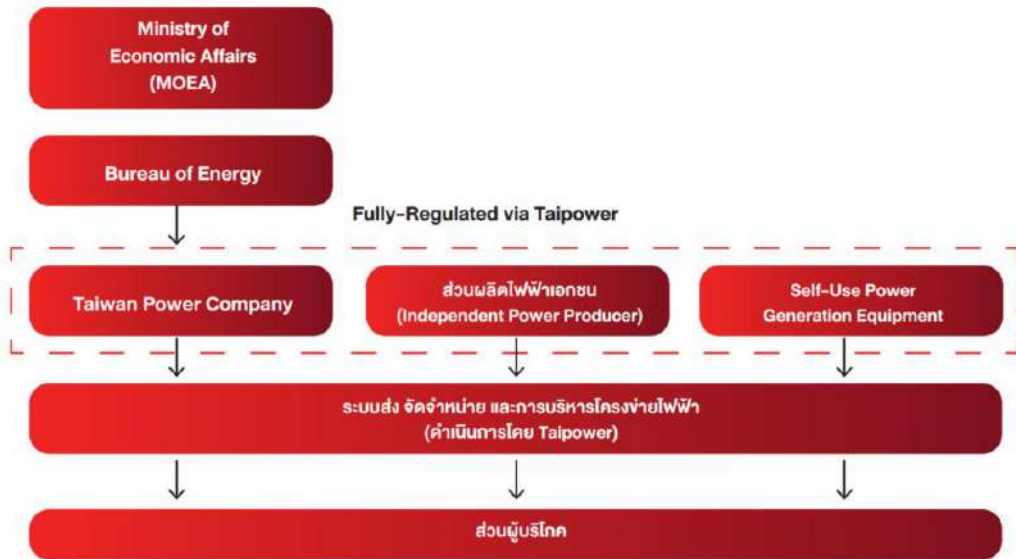 Ministry of
Economic Affairs
(MOEA)
Bureau of Energy
Fully-Regulated via Taipower
Taiwan Power Company
ส่วนผลิตไฟฟ้าเอกชน
(Independent Power Producer)
Self-Use Power
Generation Equipment
ระบบส่ง จัดจำหน่าย และการบริหารโครงข่ายไฟฟ้า
(ดำเนินการโดย Taipower)
ส่วนผู้บริโภค